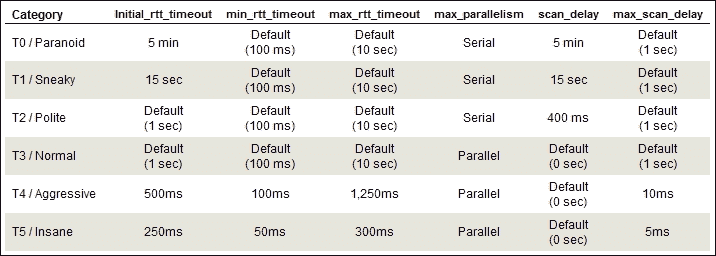 Category Initial_rtt_timeout min_rtt_timeout max_rtt_timeout max_parallelism scan_delay max_scan_delay
T0 / Paranoid 5 min Default (100 ms) Default (10 sec) Serial 5 min Default (1 sec)
T1 / Sneaky 15 sec Default (100 ms) Default (10 sec) Serial 15 sec Default (1 sec)
T2 / Polite Default (1 sec) Default (100 ms) Default (10 sec) Serial 400 ms Default (1 sec)
T3 / Normal Default (1 sec) Default (100 ms) Default (10 sec) Parallel Default (0 sec) Default (1 sec)
T4 / Aggressive 500ms 100ms 1,250ms Parallel Default (0 sec) 10ms
T5 / Insane 250ms 50ms 300ms Parallel Default (0 sec) 5ms